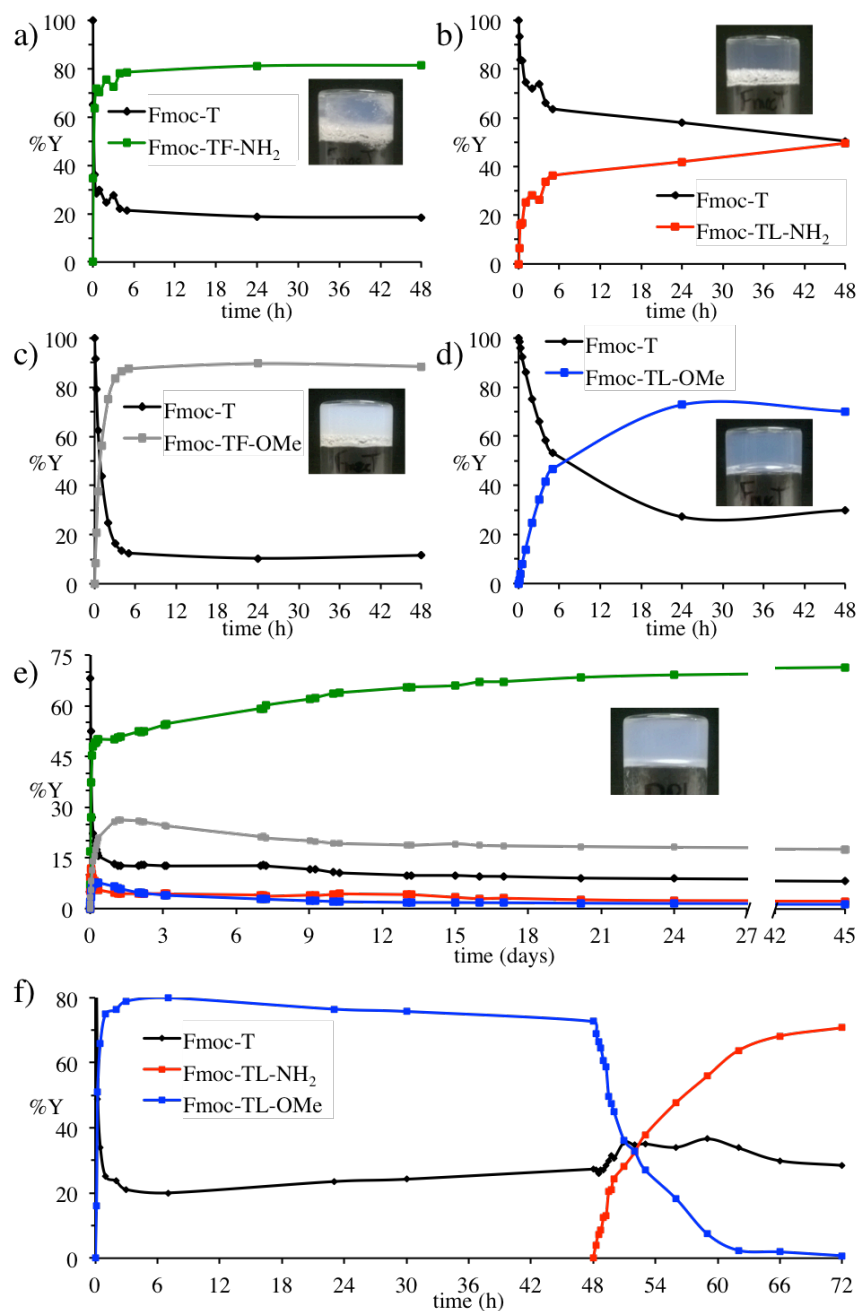 a)
100
80
60
%Y
40
20
0
Fmoc-T
Fmoc-TF-NH2
0 6 12 18 24 30 36 42 48
time (h)
b)
100
80
60
%Y
40
20
0
Fmoc-T
Fmoc-TL-NH2
0 6 12 18 24 30 36 42 48
time (h)
c)
100
80
60
%Y
40
20
0
Fmoc-T
Fmoc-TF-OMe
0 6 12 18 24 30 36 42 48
time (h)
d)
100
80
60
%Y
40
20
0
Fmoc-T
Fmoc-TL-OMe
0 6 12 18 24 30 36 42 48
time (h)
e)
75
60
45
%Y
30
15
0
0 3 6 9 12 15 18 21 24 27 42 45
time (days)
f)
80
60
%Y
40
20
0
Fmoc-T
Fmoc-TL-NH2
Fmoc-TL-OMe
0 6 12 18 24 30 36 42 48 54 60 66 72
time (h)